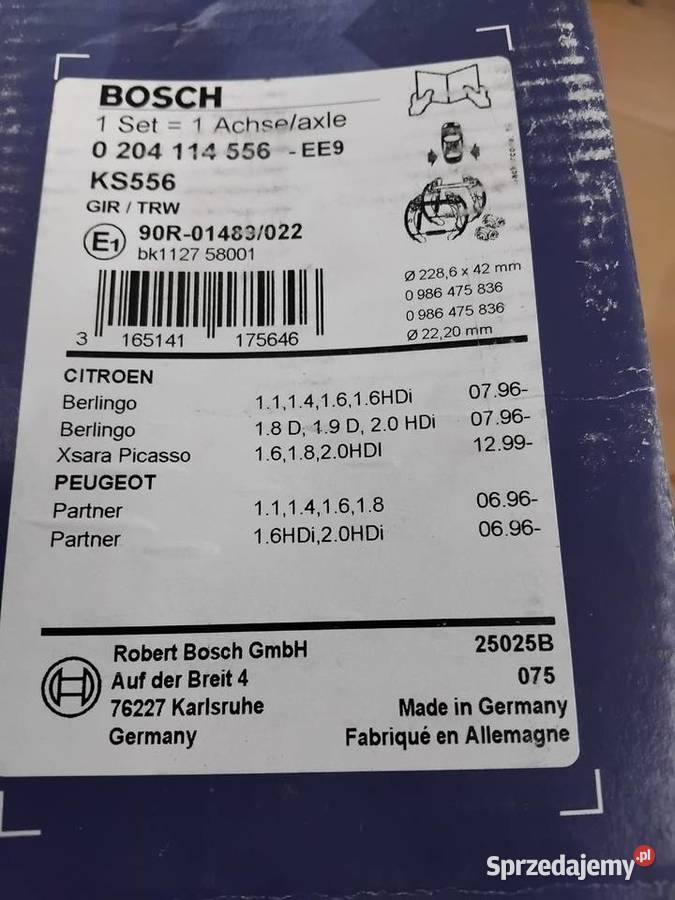 BOSCH
1 Set = 1 Achse/axle
0 204 114 556 - EE9
KS556
GIR / TRW
E1 90R-01483/022
bk1127 58001
Ø 228,6 x 42 mm
0 986 475 836
0 986 475 836
Ø 22,20 mm
3 165141 175646
CITROEN
Berlingo 1.1,1.4,1.6,1.6HDi 07.96-
Berlingo 1.8 D, 1.9 D, 2.0 HDi 07.96-
Xsara Picasso 1.6,1.8,2.0HDI 12.99-
PEUGEOT
Partner 1.1,1.4,1.6,1.8 06.96-
Partner 1.6HDi,2.0HDi 06.96-
Robert Bosch GmbH 25025B
Auf der Breit 4 075
76227 Karlsruhe Made in Germany
Germany Fabriqué en Allemagne
Sprzedajemy.pl